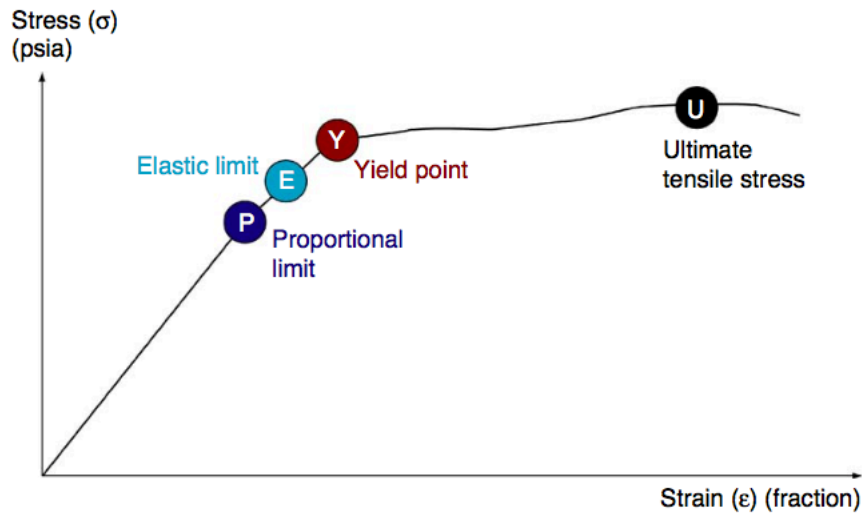 Stress (σ)
(psia)
Y
U
Elastic limit
E
Yield point
Ultimate
tensile stress
P
Proportional
limit
Strain (ε) (fraction)